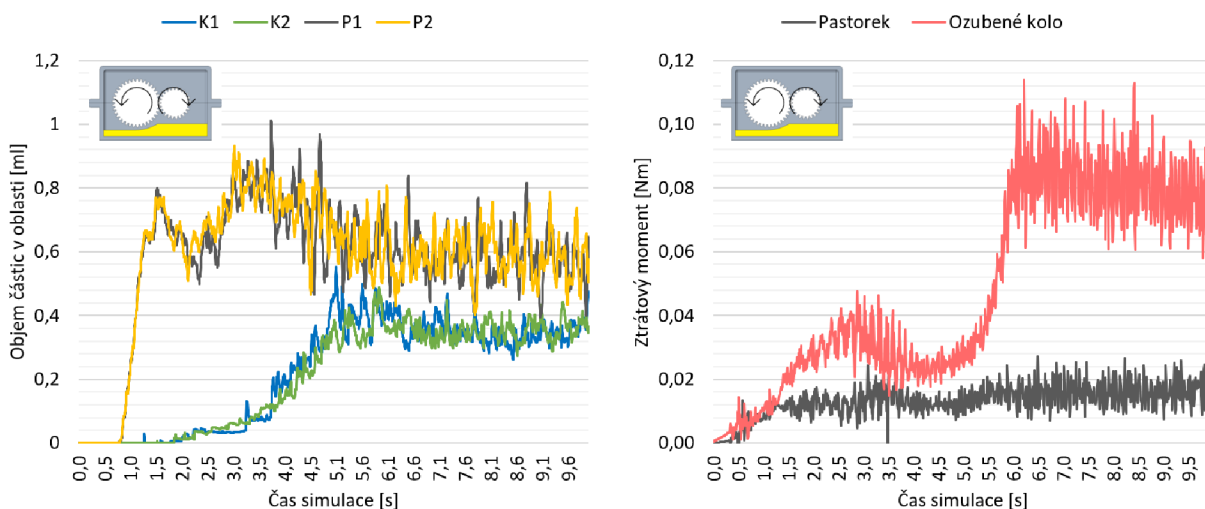 K1 K2 P1 P2
Objem částic v oblasti [ml]
1,2
1
0,8
0,6
0,4
0,2
0
0,0 0,5 1,0 1,5 2,0 2,5 3,0 3,5 4,0 4,5 5,1 5,6 6,1 6,6 7,1 7,6 8,1 8,6 9,1 9,6
Čas simulace [s]
Pastorek Ozubené kolo
Ztrátový moment [Nm]
0,12
0,10
0,08
0,06
0,04
0,02
0,00
0,0 0,5 1,0 1,5 2,0 2,5 3,0 3,5 4,0 4,5 5,0 5,5 6,0 6,5 7,0 7,5 8,0 8,5 9,0 9,5
Čas simulace [s]